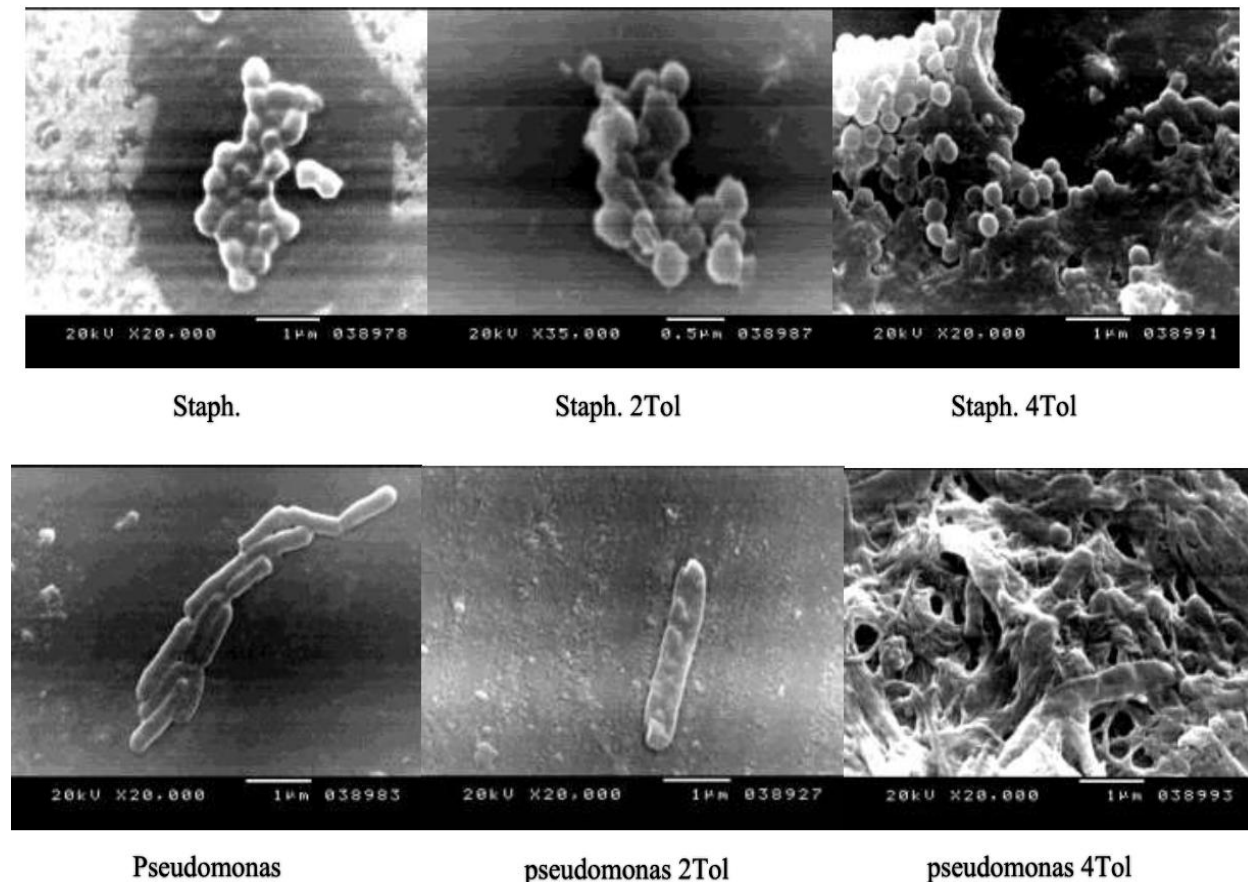 20kV X20,000 1µm 038978
20kV X35,000 0.5µm 038987
20kV X20,000 1µm 038991
Staph.
Staph. 2Tol
Staph. 4Tol
20kV X20,000 1µm 038983
20kV X20,000 1µm 038927
20kV X20,000 1µm 038993
Pseudomonas
pseudomonas 2Tol
pseudomonas 4Tol